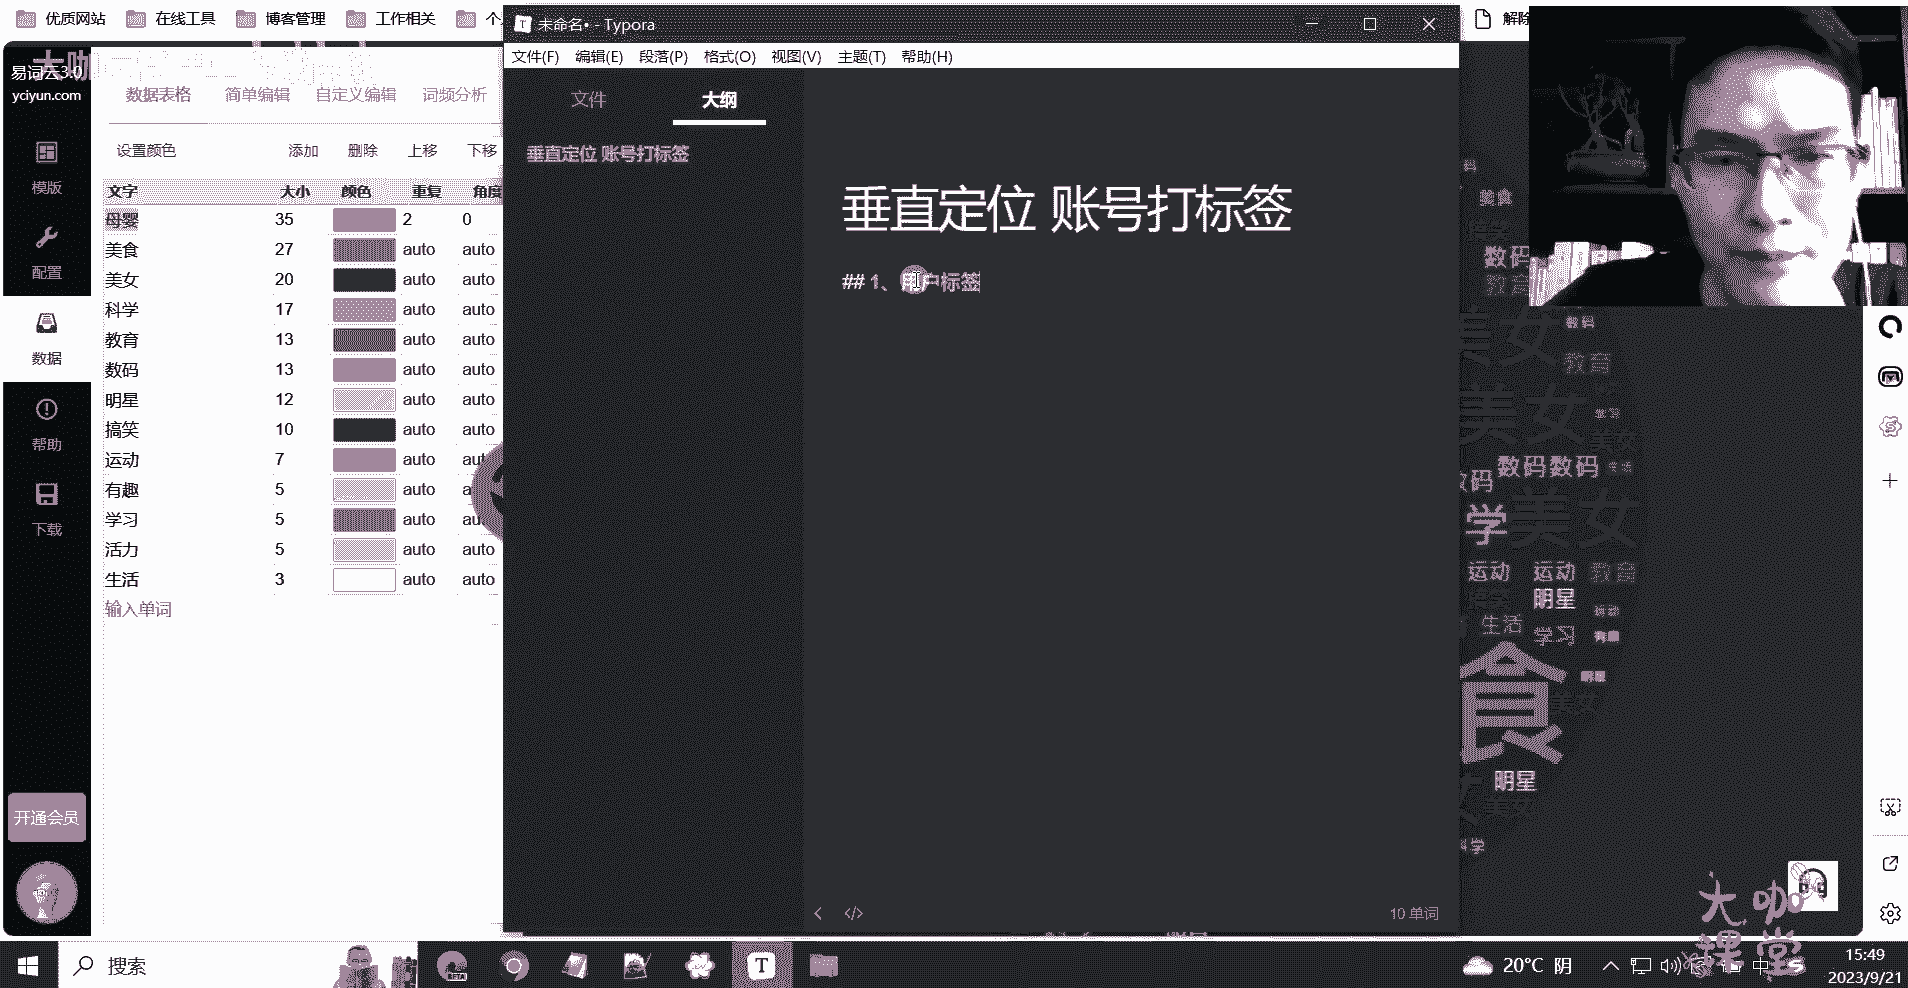 优质网站 在线工具 博客管理 工作相关 个
解除
未命名• - Typora
文件(F) 编辑(E) 段落(P) 格式(O) 视图(V) 主题(T) 帮助(H)
易词云3.0
yciyun.com
数据表格 简单编辑 自定义编辑 词频分析
文件 大纲
设置颜色 添加 删除 上移 下移
垂直定位 账号打标签
垂直定位 账号打标签
## 1、用户标签
模版
配置
数据
帮助
下载
开通会员
文字 大小 颜色 重复 角度
母婴 35 2 0
美食 27 auto auto
美女 20 auto auto
科学 17 auto auto
教育 13 auto auto
数码 13 auto auto
明星 12 auto auto
搞笑 10 auto auto
运动 7 auto aut
有趣 5 auto a
学习 5 auto au
活力 5 auto auto
生活 3 auto auto
输入单词
美食
数码
教育
美女 数码
教育
美女
数码数码
学 美女
运动 运动 教育
明星
生活 学习
食
明星
10 单词
大咖
课堂
搜索
20°C 阴
中
15:49
2023/9/21